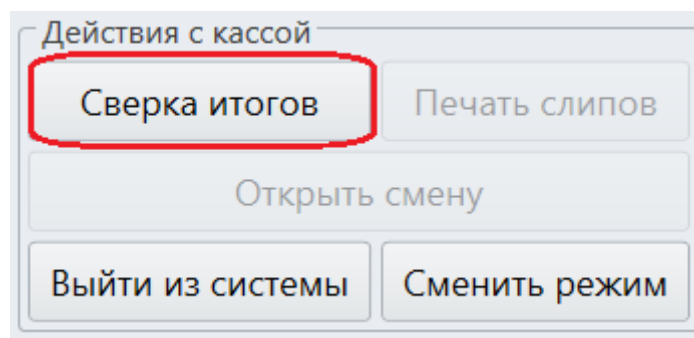 Действия с кассой
Сверка итогов Печать слипов
Открыть смену
Выйти из системы Сменить режим